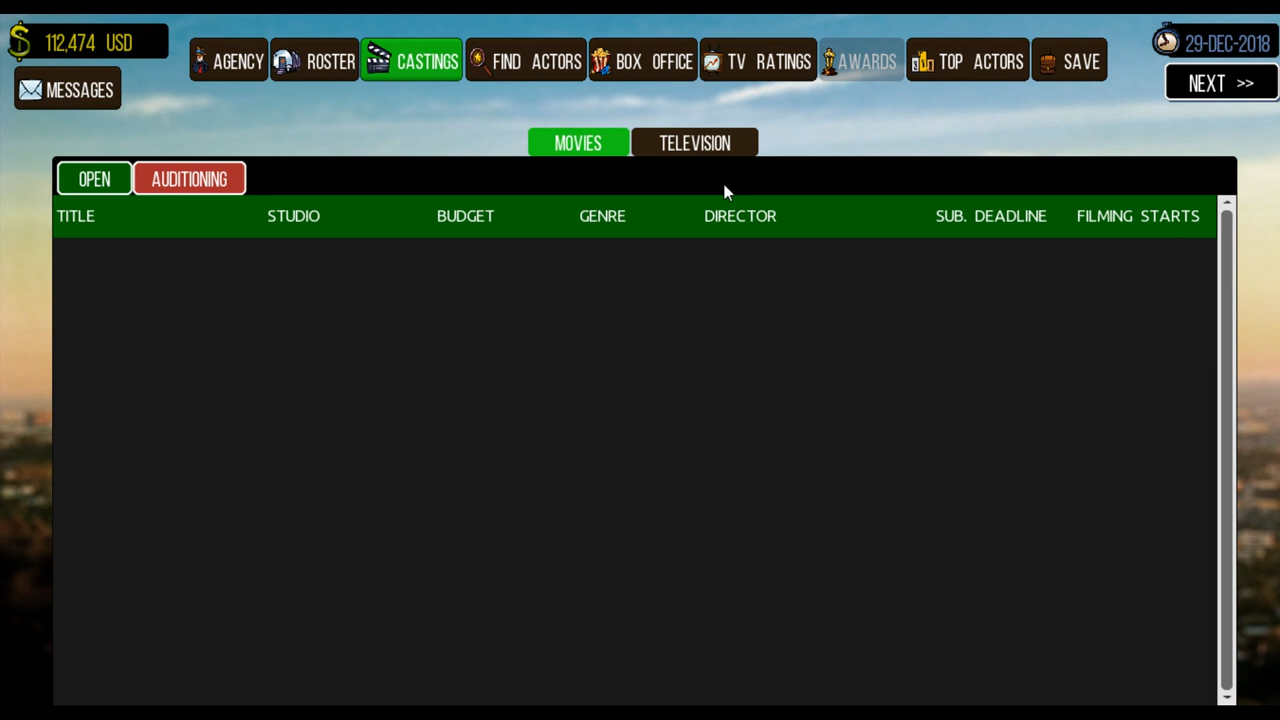 112,474 USD
AGENCY ROSTER CASTINGS FIND ACTORS BOX OFFICE TV RATINGS AWARDS TOP ACTORS SAVE
29-DEC-2018
MESSAGES
NEXT >>
MOVIES TELEVISION
OPEN AUDITIONING
TITLE STUDIO BUDGET GENRE DIRECTOR SUB. DEADLINE FILMING STARTS